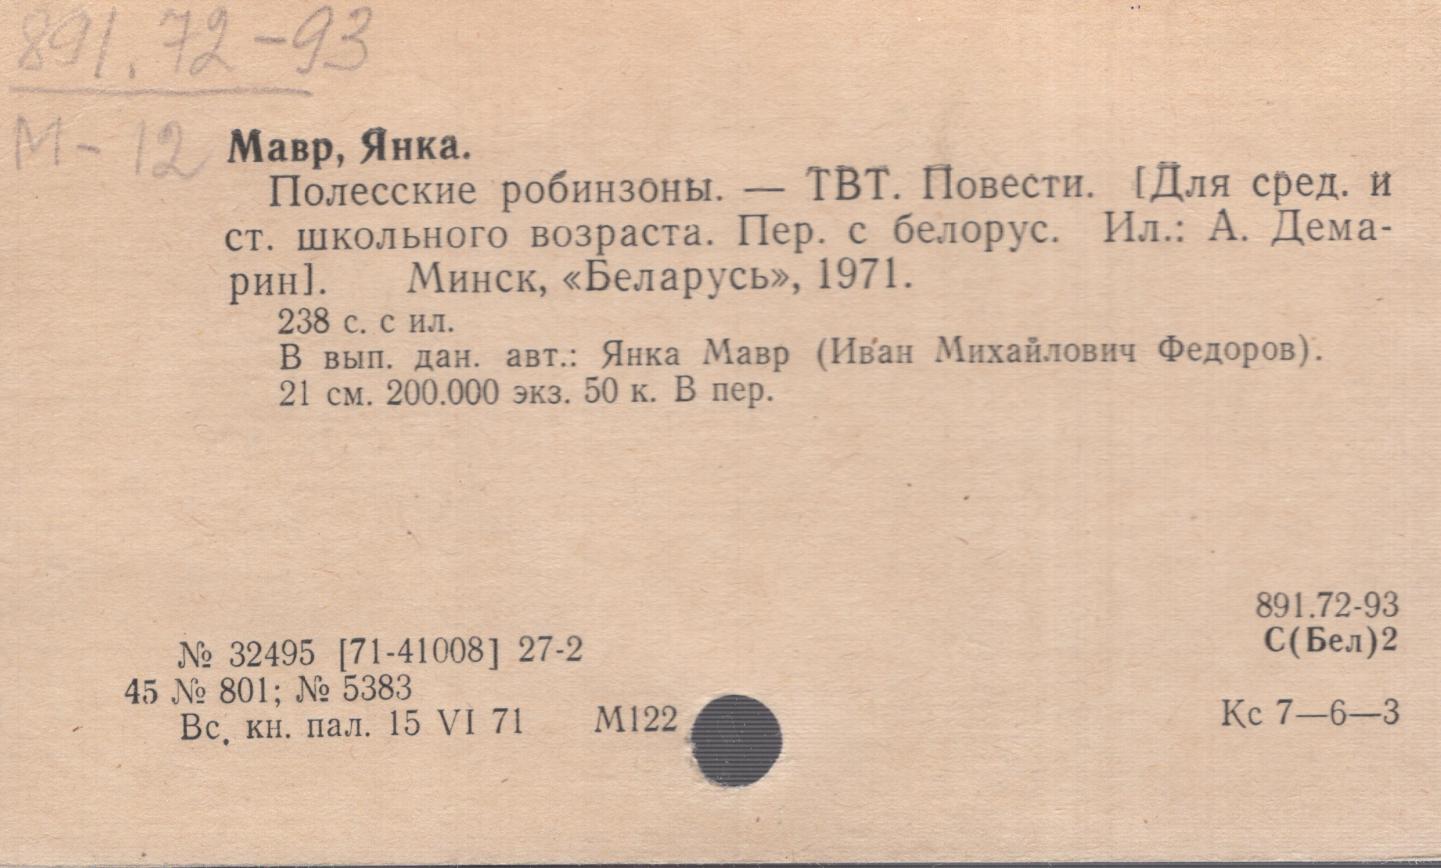 891.72-93
М-12
Мавр, Янка.
Полесские робинзоны. — ТВТ. Повести. [Для сред. и
ст. школьного возраста. Пер. с белорус. Ил.: А. Дема-
рин]. Минск, «Беларусь», 1971.
238 с. с ил.
В вып. дан. авт.: Янка Мавр (Иван Михайлович Федоров).
21 см. 200.000 экз. 50 к. В пер.
891.72-93
С(Бел)2
№ 32495 [71-41008] 27-2
45 № 801; № 5383
Вс. кн. пал. 15 VI 71 М122
Кс 7—6—3